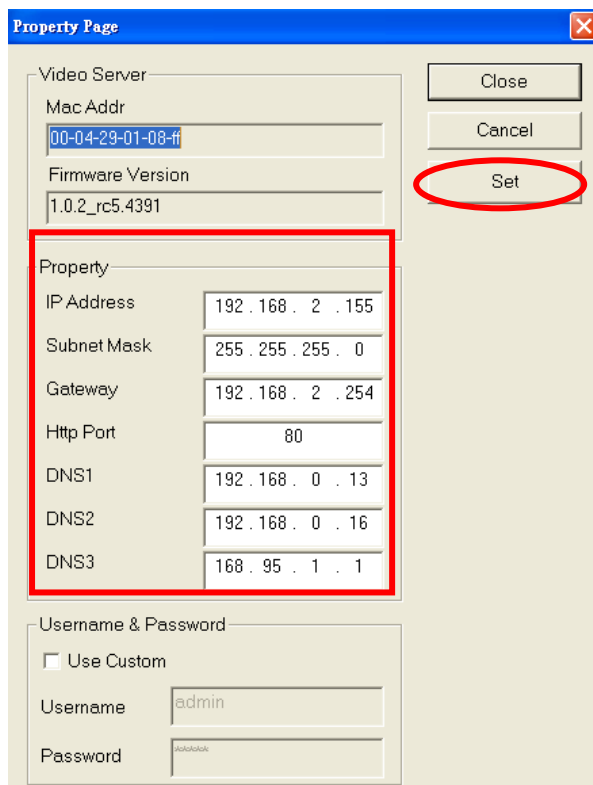 Property Page
Video Server
Close
Mac Addr
00-04-29-01-08-ff
Cancel
Firmware Version
Set
1.0.2_rc5.4391
Property
IP Address 192 . 168 . 2 . 155
Subnet Mask 255 . 255 . 255 . 0
Gateway 192 . 168 . 2 . 254
Http Port 80
DNS1 192 . 168 . 0 . 13
DNS2 192 . 168 . 0 . 16
DNS3 168 . 95 . 1 . 1
Username & Password
Use Custom
Username admin
Password *****